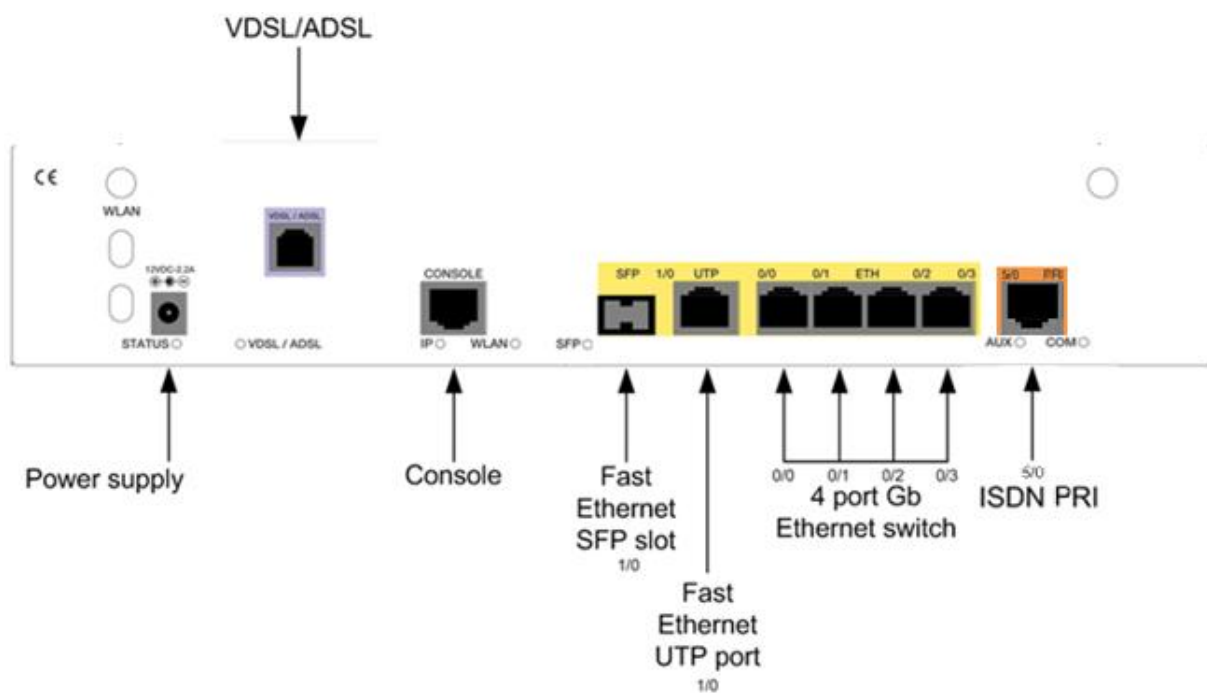 VDSL/ADSL
CE
WLAN
VDSL / ADSL
12VDC-2.2A
CONSOLE
SFP 1/0 UTP 0/0 0/1 ETH 0/2 0/3
5/0 PRI
STATUS VDSL / ADSL IP WLAN SFP AUX COM
Power supply
Console
Fast
Ethernet
SFP slot
1/0
Fast
Ethernet
UTP port
1/0
0/0 0/1 0/2 0/3
4 port Gb
Ethernet switch
5/0
ISDN PRI